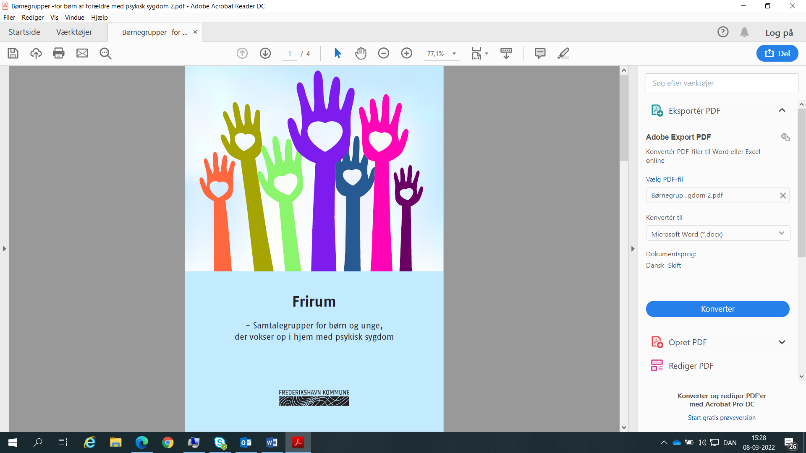 Børnegrupper -for børn af forældre med psykisk sygdom 2.pdf - Adobe Acrobat Reader DC
Filer Rediger Vis Vindue Hjælp
Startside Værktøjer Børnegrupper for ... × Log på
1 / 4 77,1% Del
Søg efter værktøjer
Eksportér PDF
Adobe Export PDF
Konvertér PDF-filer til Word eller Excel
online
Vælg PDF-fil
Børnegrup...gdom 2.pdf
Konvertér til
Microsoft Word (*.docx)
Dokumentsprog:
Dansk Skift
Konverter
Opret PDF
Rediger PDF
Konverter og rediger PDF'er
med Acrobat Pro DC
Start gratis prøveversion
Frirum
– Samtalegrupper for børn og unge,
der vokser op i hjem med psykisk sygdom
FREDERIKSHAVN KOMMUNE
DAN
15:28
08-03-2022
26